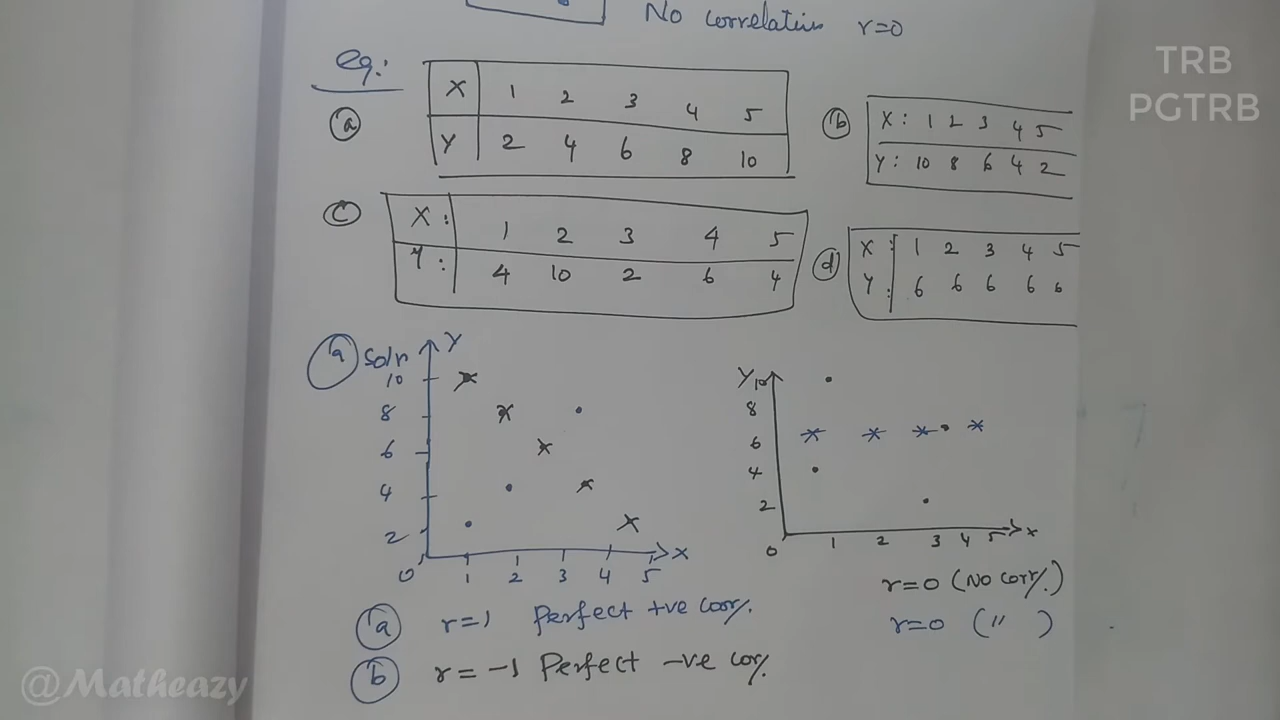 No correlation r=0
TRB
PGTRB
eg:
(a)
X 1 2 3 4 5
Y 2 4 6 8 10
(b)
X: 1 2 3 4 5
Y: 10 8 6 4 2
(c)
X: 1 2 3 4 5
Y: 4 10 2 6 4
(d)
X: 1 2 3 4 5
Y: 6 6 6 6 6
(a) Soln
Y
10
8
6
4
2
0 1 2 3 4 5 X
Y
10
8
6
4
2
0 1 2 3 4 5 x
(a) r=1 Perfect +ve corr.
(b) r=-1 Perfect -ve cor.
r=0 (No corr.)
r=0 (")
@Matheazy